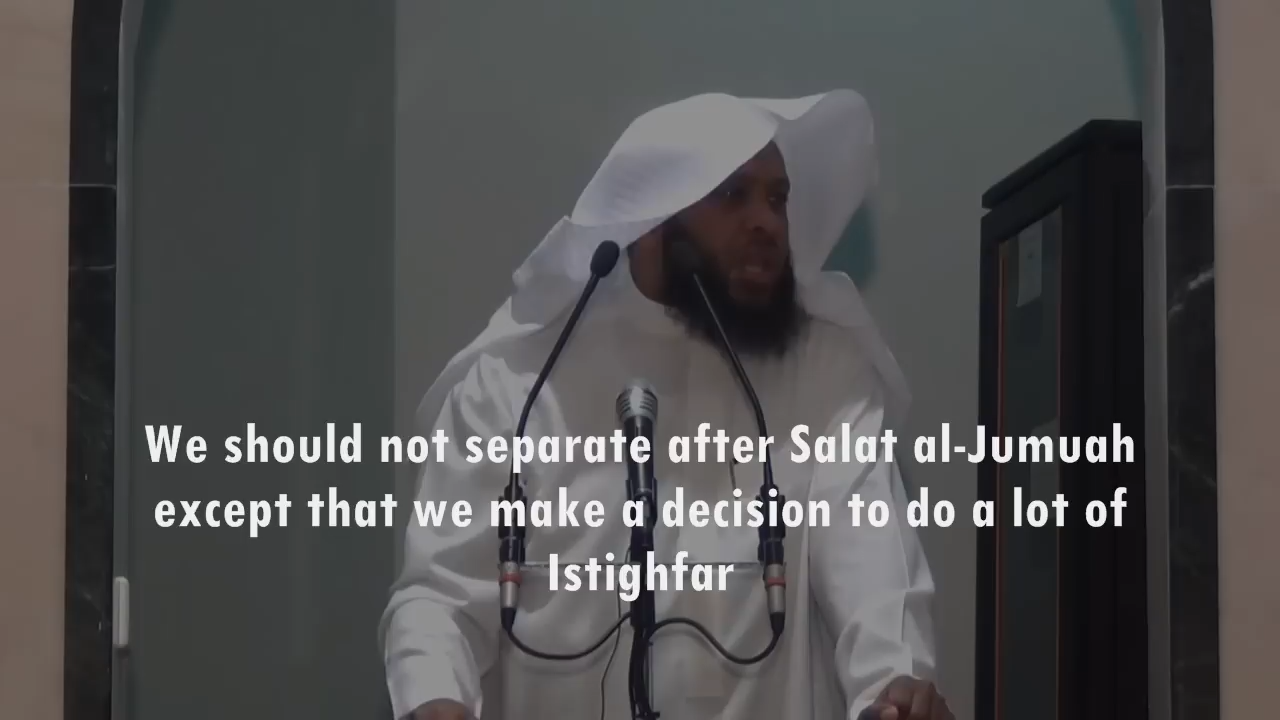 We should not separate after Salat al-Jumuah
except that we make a decision to do a lot of
Istighfar